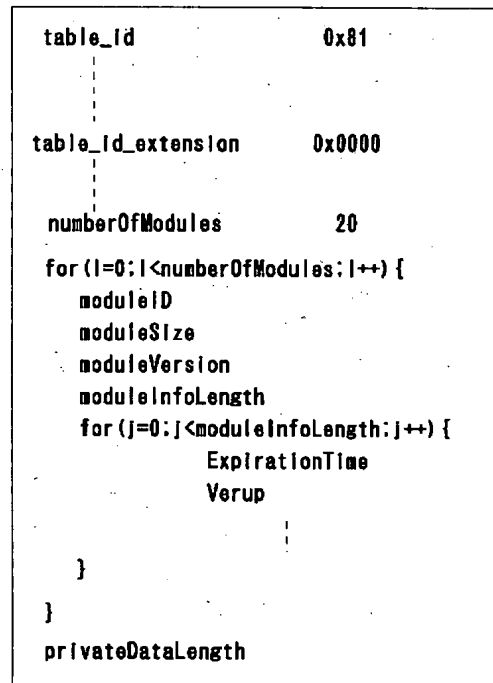 table_id 0x81
table_id_extension 0x0000
numberOfModules 20
for(i=0;i<numberOfModules;i++){
moduleID
moduleSize
moduleVersion
moduleInfoLength
for(j=0;j<moduleInfoLength;j++){
ExpirationTime
Verup
}
}
privateDataLength